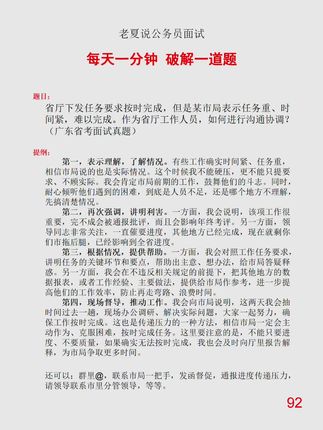 老夏说公务员面试
每天一分钟 破解一道题
题目:
省厅下发任务要求按时完成，但是某市局表示任务重、时
间紧，难以完成。作为省厅工作人员，如何进行沟通协调？
（广东省考面试真题）
提纲:
第一，表示理解，了解情况。有些工作确实时间紧、任务重，
相信市局说的也是实际情况。这个时候我不能硬压，更不能只提要
求、不顾实际。我会肯定市局前期的工作，鼓舞他们的斗志。同时，
耐心倾听他们遇到的困难，到底是人员不足，还是哪个地方不理解，
先搞清楚情况。
第二，再次强调，讲明利害。一方面，我会说明，该项工作很
重要，完不成会被通报批评，而且会影响年终考评。另一方面，领
导同志非常关注，一直催要进度，其他地方已经完成，现在就剩你
们市拖后腿，已经影响到全省进度。
第三，根据情况，提供帮助。一方面，我会对照工作任务要求，
讲明任务的关键环节和要点，帮助出主意、想办法，给市局答疑解
惑。另一方面，我会在不违反相关规定的前提下，把其他地方的数
据报表，或者工作经验、主要做法，提供给市局作参考，进一步提
高他们的工作效率，防止再走弯路、浪费时间。
第四，现场督导，推动工作。我会向市局说明，这两天我会抽
时间过去一趟，现场办公调研、解决实际问题，大家一起努力，确
保工作按时完成。这也是传递压力的一种方法，相信市局一定会主
动作为、克服困难，按时完成任务。这里要注意的是，不能只要进
度、不要质量，如果确实无法按时完成，我也会及时向厅里报告解
释，为市局争取更多时间。
还可以：群里@，联系市局一把手，发函督促，通报进度传递压力，
请领导联系市里分管领导，等等。
92